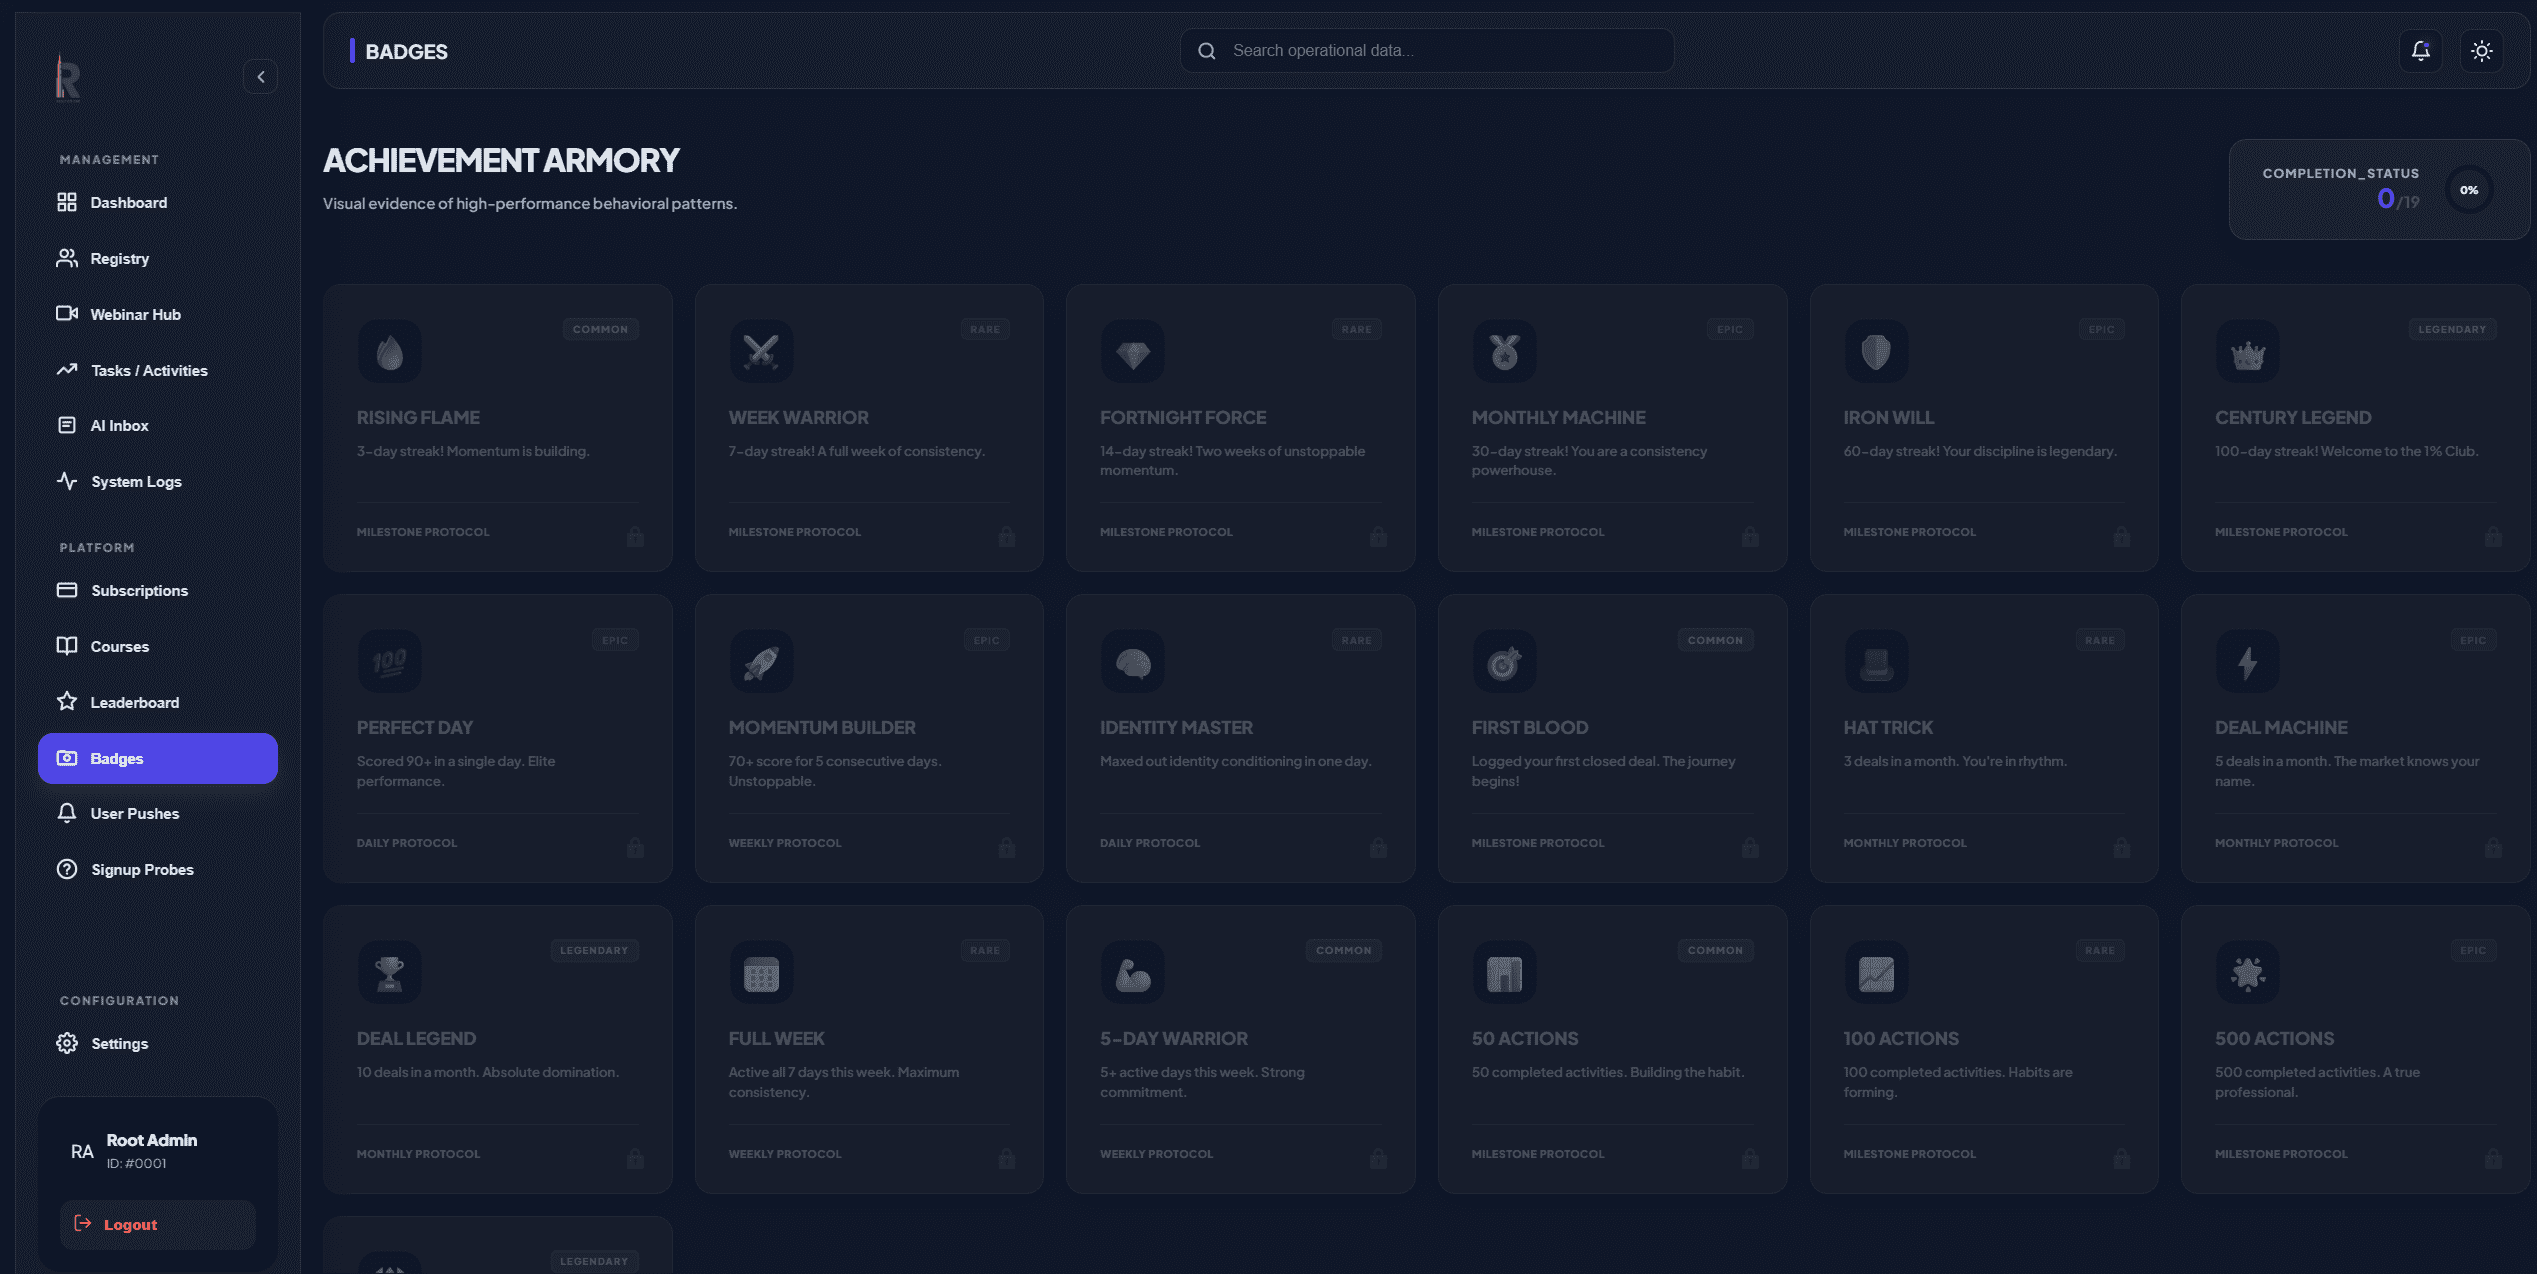 R
BADGES
Search operational data...
MANAGEMENT
Dashboard
Registry
Webinar Hub
Tasks / Activities
AI Inbox
System Logs
PLATFORM
Subscriptions
Courses
Leaderboard
Badges
User Pushes
Signup Probes
CONFIGURATION
Settings
RA
Root Admin
ID: #0001
Logout
ACHIEVEMENT ARMORY
Visual evidence of high-performance behavioral patterns.
COMPLETION_STATUS
0/19
0%
COMMON
RISING FLAME
3-day streak! Momentum is building.
MILESTONE PROTOCOL
RARE
WEEK WARRIOR
7-day streak! A full week of consistency.
MILESTONE PROTOCOL
RARE
FORTNIGHT FORCE
14-day streak! Two weeks of unstoppable
momentum.
MILESTONE PROTOCOL
EPIC
MONTHLY MACHINE
30-day streak! You are a consistency
powerhouse.
MILESTONE PROTOCOL
EPIC
IRON WILL
60-day streak! Your discipline is legendary.
MILESTONE PROTOCOL
LEGENDARY
CENTURY LEGEND
100-day streak! Welcome to the 1% Club.
MILESTONE PROTOCOL
100
EPIC
PERFECT DAY
Scored 90+ in a single day. Elite
performance.
DAILY PROTOCOL
EPIC
MOMENTUM BUILDER
70+ score for 5 consecutive days.
Unstoppable.
WEEKLY PROTOCOL
RARE
IDENTITY MASTER
Maxed out identity conditioning in one day.
DAILY PROTOCOL
COMMON
FIRST BLOOD
Logged your first closed deal. The journey
begins!
MILESTONE PROTOCOL
RARE
HAT TRICK
3 deals in a month. You're in rhythm.
MONTHLY PROTOCOL
EPIC
DEAL MACHINE
5 deals in a month. The market knows your
name.
MONTHLY PROTOCOL
LEGENDARY
DEAL LEGEND
10 deals in a month. Absolute domination.
MONTHLY PROTOCOL
RARE
FULL WEEK
Active all 7 days this week. Maximum
consistency.
WEEKLY PROTOCOL
COMMON
5-DAY WARRIOR
5+ active days this week. Strong
commitment.
WEEKLY PROTOCOL
COMMON
50 ACTIONS
50 completed activities. Building the habit.
MILESTONE PROTOCOL
RARE
100 ACTIONS
100 completed activities. Habits are
forming.
MILESTONE PROTOCOL
EPIC
500 ACTIONS
500 completed activities. A true
professional.
MILESTONE PROTOCOL
LEGENDARY